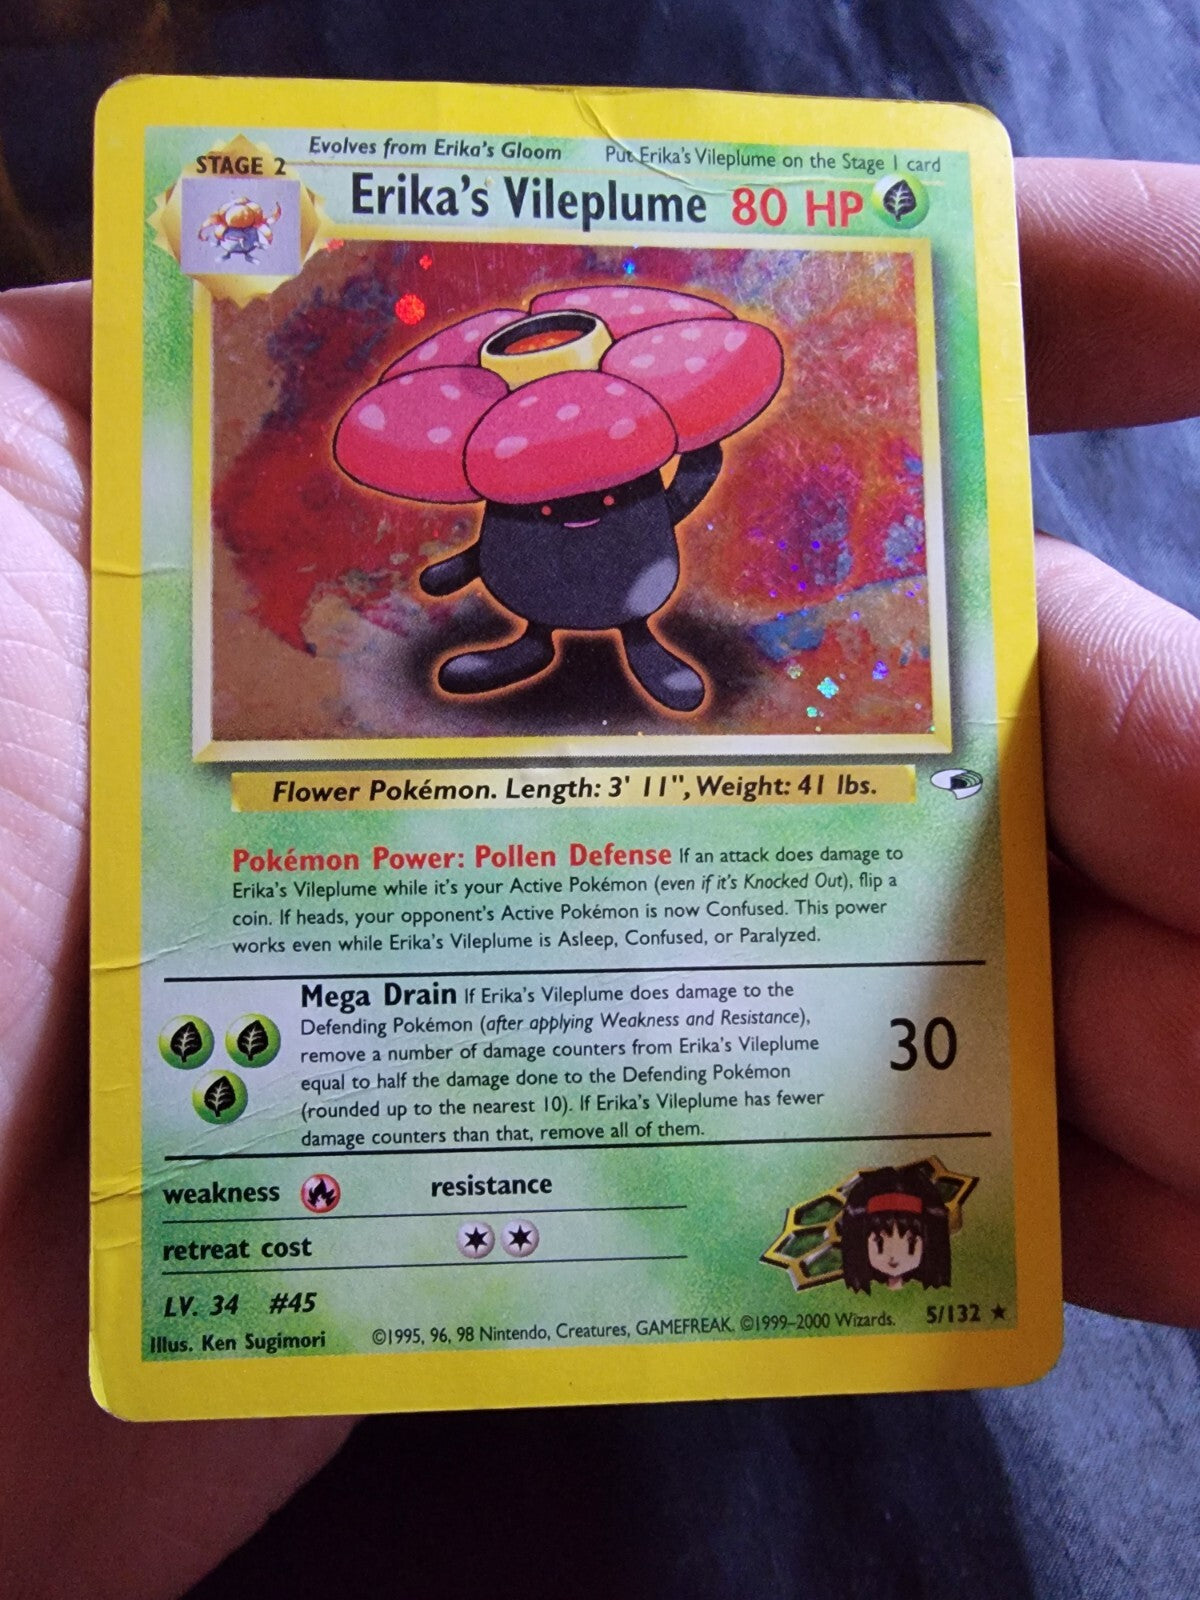 Evolves from Erika's Gloom Put Erika's Vileplume on the Stage 1 card
STAGE 2
Erika's Vileplume 80 HP
Flower Pokémon. Length: 3' 11", Weight: 41 lbs.
Pokémon Power: Pollen Defense If an attack does damage to
Erika's Vileplume while it's your Active Pokémon (even if it's Knocked Out), flip a
coin. If heads, your opponent's Active Pokémon is now Confused. This power
works even while Erika's Vileplume is Asleep, Confused, or Paralyzed.
Mega Drain If Erika's Vileplume does damage to the
Defending Pokémon (after applying Weakness and Resistance),
remove a number of damage counters from Erika's Vileplume
equal to half the damage done to the Defending Pokémon
(rounded up to the nearest 10). If Erika's Vileplume has fewer
damage counters than that, remove all of them.
30
weakness resistance
retreat cost
LV. 34 #45
Illus. Ken Sugimori ©1995, 96, 98 Nintendo, Creatures, GAMEFREAK. ©1999–2000 Wizards. 5/132 ★